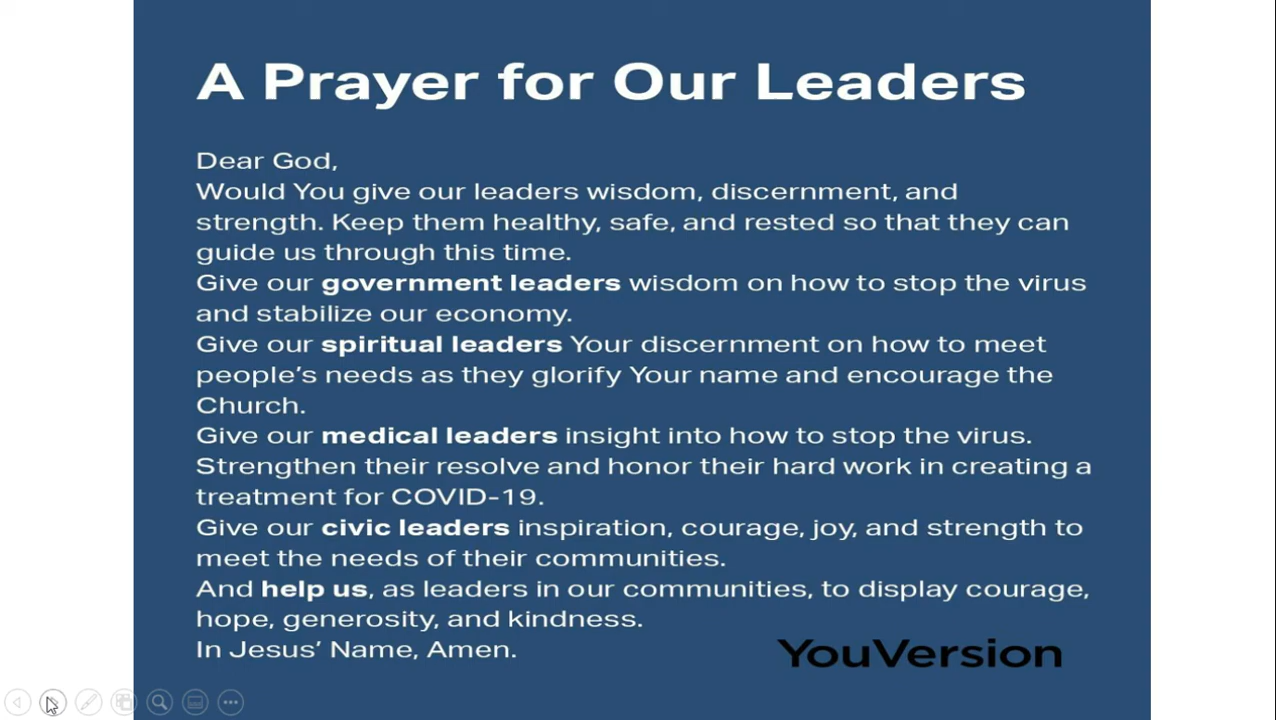 A Prayer for Our Leaders
Dear God,
Would You give our leaders wisdom, discernment, and
strength. Keep them healthy, safe, and rested so that they can
guide us through this time.
Give our government leaders wisdom on how to stop the virus
and stabilize our economy.
Give our spiritual leaders Your discernment on how to meet
people's needs as they glorify Your name and encourage the
Church.
Give our medical leaders insight into how to stop the virus.
Strengthen their resolve and honor their hard work in creating a
treatment for COVID-19.
Give our civic leaders inspiration, courage, joy, and strength to
meet the needs of their communities.
And help us, as leaders in our communities, to display courage,
hope, generosity, and kindness.
In Jesus' Name, Amen.
YouVersion